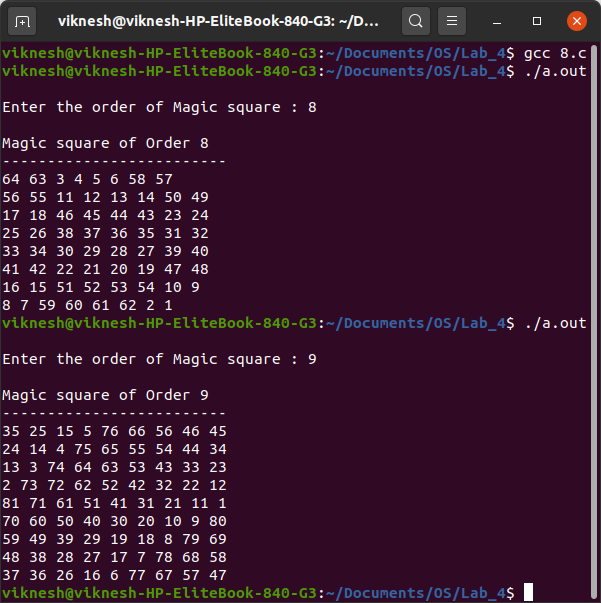 viknesh@viknesh-HP-EliteBook-840-G3: ~/D...
viknesh@viknesh-HP-EliteBook-840-G3:~/Documents/OS/Lab_4$ gcc 8.c
viknesh@viknesh-HP-EliteBook-840-G3:~/Documents/OS/Lab_4$ ./a.out
Enter the order of Magic square : 8
Magic square of Order 8
-------------------------
64 63 3 4 5 6 58 57
56 55 11 12 13 14 50 49
17 18 46 45 44 43 23 24
25 26 38 37 36 35 31 32
33 34 30 29 28 27 39 40
41 42 22 21 20 19 47 48
16 15 51 52 53 54 10 9
8 7 59 60 61 62 2 1
viknesh@viknesh-HP-EliteBook-840-G3:~/Documents/OS/Lab_4$ ./a.out
Enter the order of Magic square : 9
Magic square of Order 9
-------------------------
35 25 15 5 76 66 56 46 45
24 14 4 75 65 55 54 44 34
13 3 74 64 63 53 43 33 23
2 73 72 62 52 42 32 22 12
81 71 61 51 41 31 21 11 1
70 60 50 40 30 20 10 9 80
59 49 39 29 19 18 8 79 69
48 38 28 27 17 7 78 68 58
37 36 26 16 6 77 67 57 47
viknesh@viknesh-HP-EliteBook-840-G3:~/Documents/OS/Lab_4$